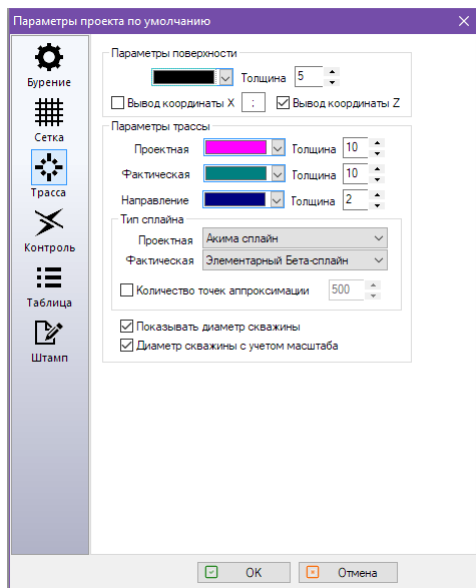 Параметры проекта по умолчанию
Бурение
Сетка
Трасса
Контроль
Таблица
Штамп
Параметры поверхности
Толщина 5
Вывод координаты X ; Вывод координаты Z
Параметры трассы
Проектная Толщина 10
Фактическая Толщина 10
Направление Толщина 2
Тип сплайна
Проектная Акима сплайн
Фактическая Элементарный Бета-сплайн
Количество точек аппроксимации 500
Показывать диаметр скважины
Диаметр скважины с учетом масштаба
OK Отмена